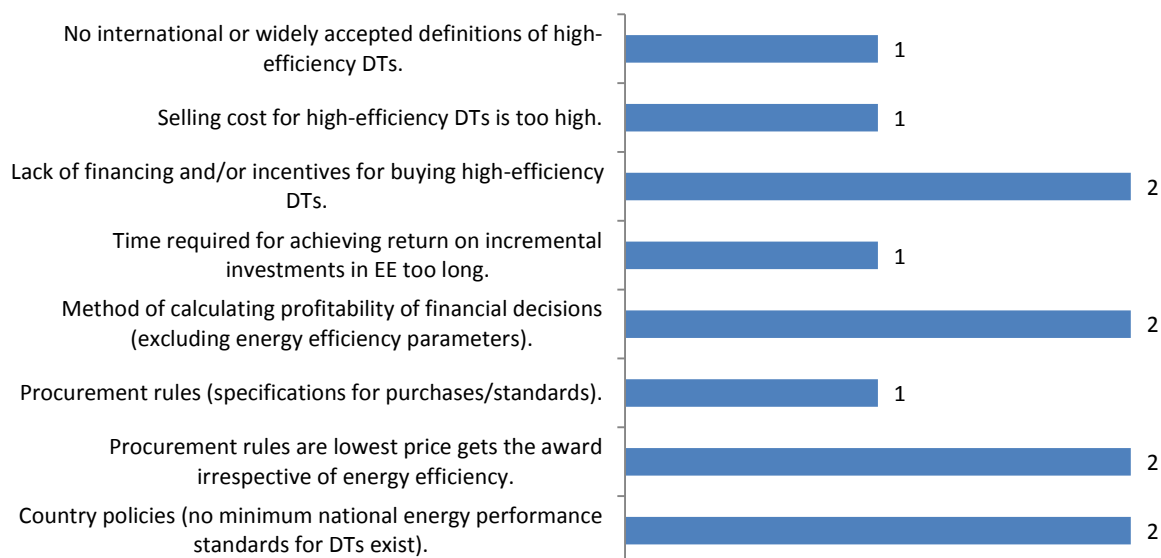 No international or widely accepted definitions of high-
efficiency DTs.
1
Selling cost for high-efficiency DTs is too high.
1
Lack of financing and/or incentives for buying high-efficiency
DTs.
2
Time required for achieving return on incremental
investments in EE too long.
1
Method of calculating profitability of financial decisions
(excluding energy efficiency parameters).
2
Procurement rules (specifications for purchases/standards).
1
Procurement rules are lowest price gets the award
irrespective of energy efficiency.
2
Country policies (no minimum national energy performance
standards for DTs exist).
2